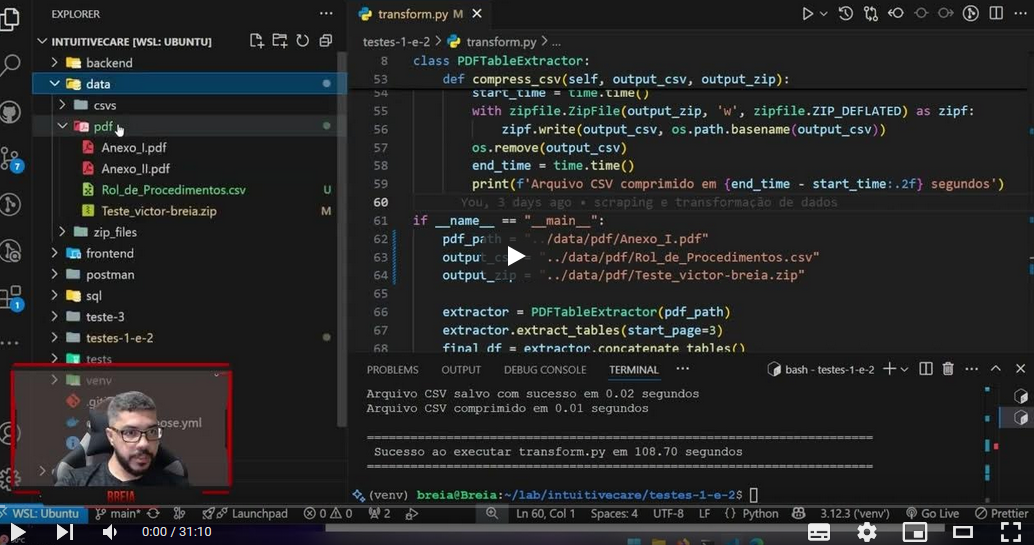 EXPLORER
INTUITIVECARE [WSL: UBUNTU]
backend
data
csvs
pdf
Anexo_I.pdf
Anexo_II.pdf
Rol_de_Procedimentos.csv U
Teste_victor-breia.zip M
zip_files
frontend
postman
sql
teste-3
testes-1-e-2
tests
venv
BREIA
transform.py M
testes-1-e-2 > transform.py > ...
8 class PDFTableExtractor:
53 def compress_csv(self, output_csv, output_zip):
54 start_time = time.time()
55 with zipfile.ZipFile(output_zip, 'w', zipfile.ZIP_DEFLATED) as zipf:
56 zipf.write(output_csv, os.path.basename(output_csv))
57 os.remove(output_csv)
58 end_time = time.time()
59 print(f'Arquivo CSV comprimido em {end_time - start_time:.2f} segundos')
60 You, 3 days ago • scraping e transformação de dados
61 if __name__ == "__main__":
62 pdf_path = "../data/pdf/Anexo_I.pdf"
63 output_csv = "../data/pdf/Rol_de_Procedimentos.csv"
64 output_zip = "../data/pdf/Teste_victor-breia.zip"
65
66 extractor = PDFTableExtractor(pdf_path)
67 extractor.extract_tables(start_page=3)
68 final_df = extractor.concatenate_tables()
PROBLEMS OUTPUT DEBUG CONSOLE TERMINAL ... bash - testes-1-e-2
Arquivo CSV salvo com sucesso em 0.02 segundos
Arquivo CSV comprimido em 0.01 segundos
Sucesso ao executar transform.py em 108.70 segundos
(venv) breia@Breia:~/lab/intuitivecare/testes-1-e-2$
WSL: Ubuntu main* Launchpad 0 0 2 Ln 60, Col 1 Spaces: 4 UTF-8 LF {} Python 3.12.3 ('venv') Go Live Prettier
0:00 / 31:10
7
1